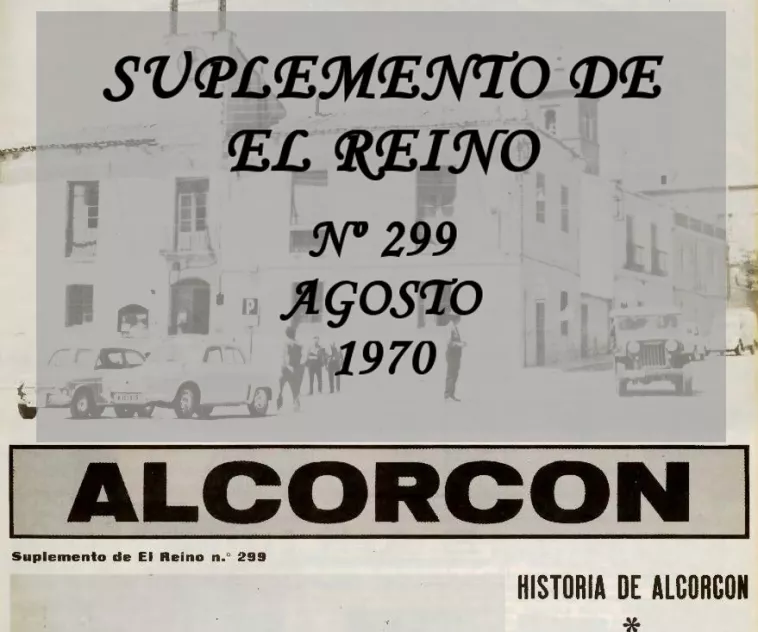 SUPLEMENTO DE
EL REINO
Nº 299
AGOSTO
1970
P
ALCORCON
Suplemento de El Reino n.º 299
HISTORIA DE ALCORCON
*